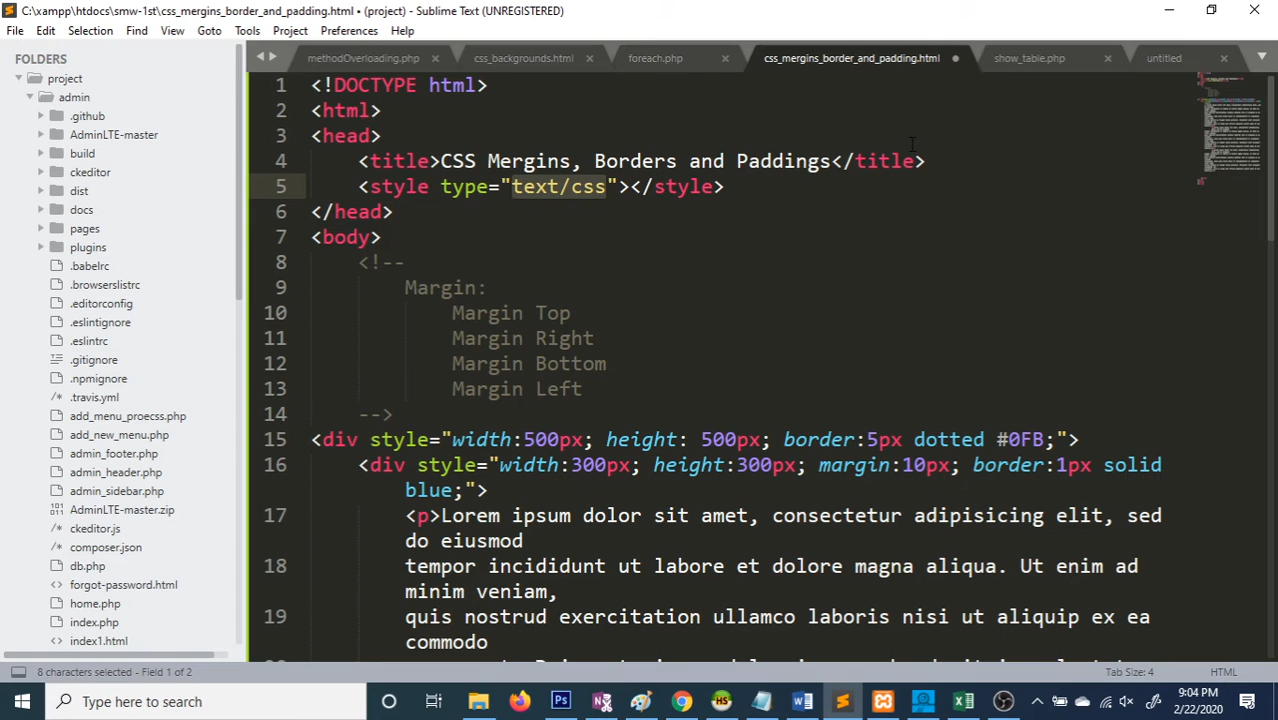 C:\xampp\htdocs\smw-1st\css_mergins_border_and_padding.html • (project) - Sublime Text (UNREGISTERED)
File Edit Selection Find View Goto Tools Project Preferences Help
FOLDERS
project
admin
.github
AdminLTE-master
build
ckeditor
dist
docs
pages
plugins
.babelrc
.browserslistrc
.editorconfig
.eslintignore
.eslintrc
.gitignore
.npmignore
.travis.yml
add_menu_proecss.php
add_new_menu.php
admin_footer.php
admin_header.php
admin_sidebar.php
AdminLTE-master.zip
ckeditor.js
composer.json
db.php
forgot-password.html
home.php
index.php
index1.html
methodOverloading.php css_backgrounds.html foreach.php css_mergins_border_and_padding.html show_table.php untitled
1 <!DOCTYPE html>
2 <html>
3 <head>
4 <title>CSS Mergins, Borders and Paddings</title>
5 <style type="text/css"></style>
6 </head>
7 <body>
8 <!--
9 Margin:
10 Margin Top
11 Margin Right
12 Margin Bottom
13 Margin Left
14 -->
15 <div style="width:500px; height: 500px; border:5px dotted #0FB;">
16 <div style="width:300px; height:300px; margin:10px; border:1px solid
blue;">
17 <p>Lorem ipsum dolor sit amet, consectetur adipisicing elit, sed
do eiusmod
18 tempor incididunt ut labore et dolore magna aliqua. Ut enim ad
minim veniam,
19 quis nostrud exercitation ullamco laboris nisi ut aliquip ex ea
commodo
8 characters selected - Field 1 of 2 Tab Size: 4 HTML
Type here to search
9:04 PM
2/22/2020